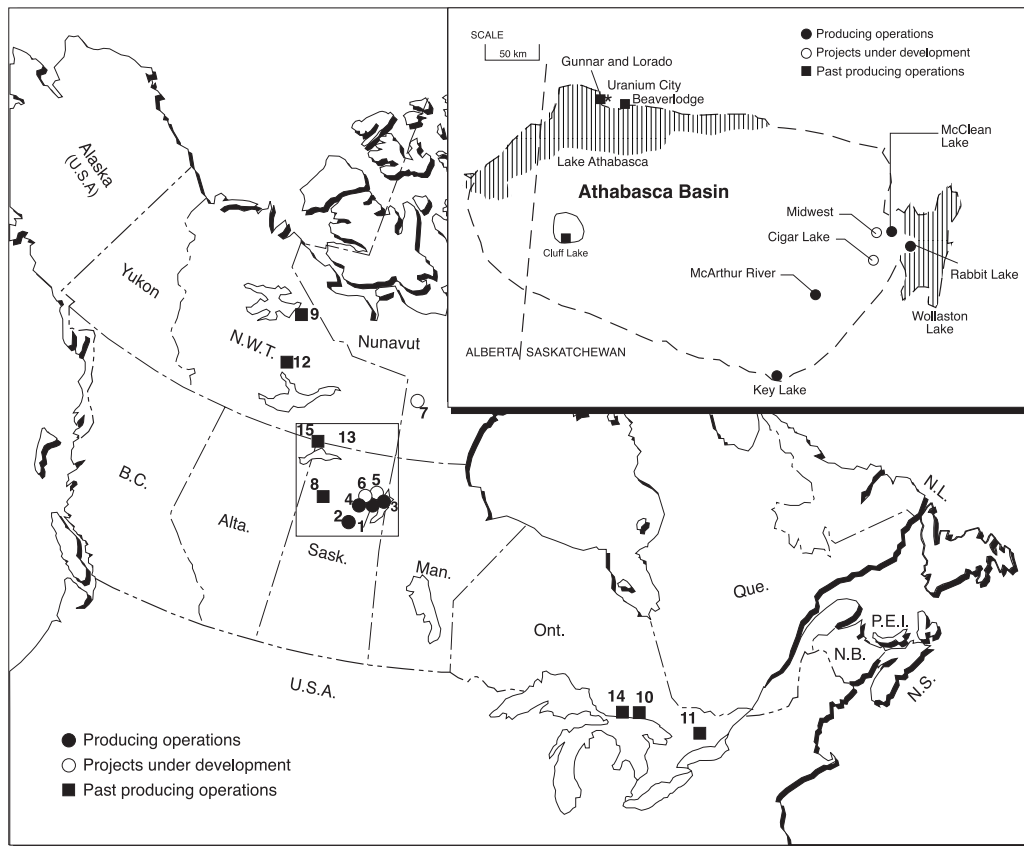 SCALE
50 km
Producing operations
Projects under development
Past producing operations
Gunnar and Lorado
Uranium City
*
Beaverlodge
McClean
Lake
Lake Athabasca
Athabasca Basin
Midwest
Cigar Lake
Cluff Lake
McArthur River
Rabbit Lake
Wollaston
Lake
ALBERTA SASKATCHEWAN
Key Lake
Alaska
(U.S.A)
Yukon
N.W.T.
Nunavut
9
12
7
15
13
8
6
5
4
3
2
1
B.C.
Alta.
Sask.
Man.
Ont.
Que.
N.L.
P.E.I.
N.B.
N.S.
U.S.A.
14
10
11
Producing operations
Projects under development
Past producing operations